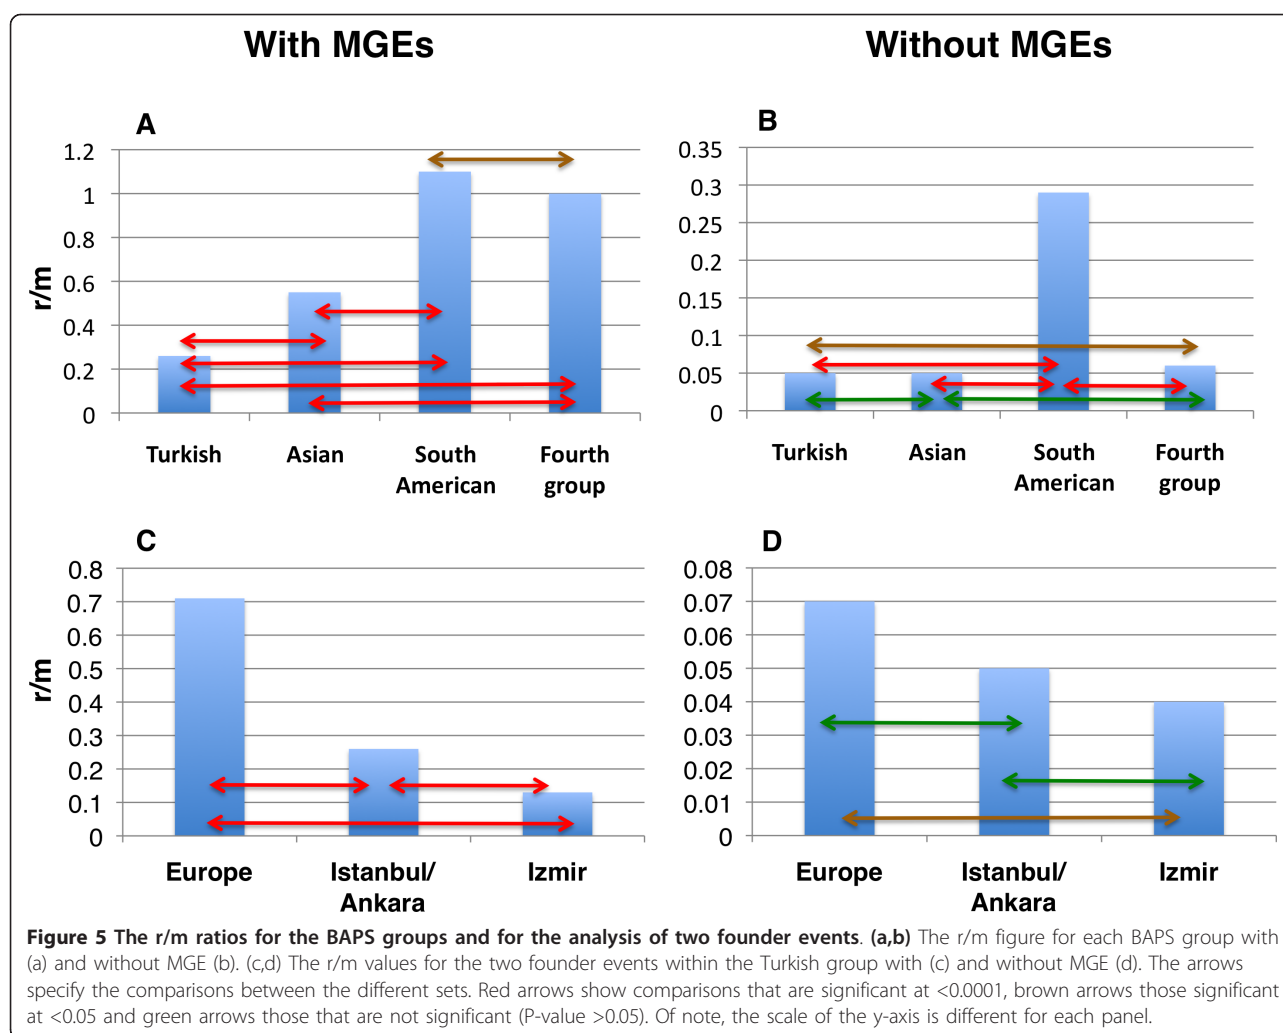 With MGEs
Without MGEs
A
1.2
1
0.8
0.6
0.4
0.2
0
r/m
Turkish Asian South American Fourth group
B
0.35
0.3
0.25
0.2
0.15
0.1
0.05
0
Turkish Asian South American Fourth group
C
0.8
0.7
0.6
0.5
0.4
0.3
0.2
0.1
0
r/m
Europe Istanbul/ Ankara Izmir
D
0.08
0.07
0.06
0.05
0.04
0.03
0.02
0.01
0
Europe Istanbul/ Ankara Izmir
Figure 5 The r/m ratios for the BAPS groups and for the analysis of two founder events. (a,b) The r/m figure for each BAPS group with
(a) and without MGE (b). (c,d) The r/m values for the two founder events within the Turkish group with (c) and without MGE (d). The arrows
specify the comparisons between the different sets. Red arrows show comparisons that are significant at <0.0001, brown arrows those significant
at <0.05 and green arrows those that are not significant (P-value >0.05). Of note, the scale of the y-axis is different for each panel.